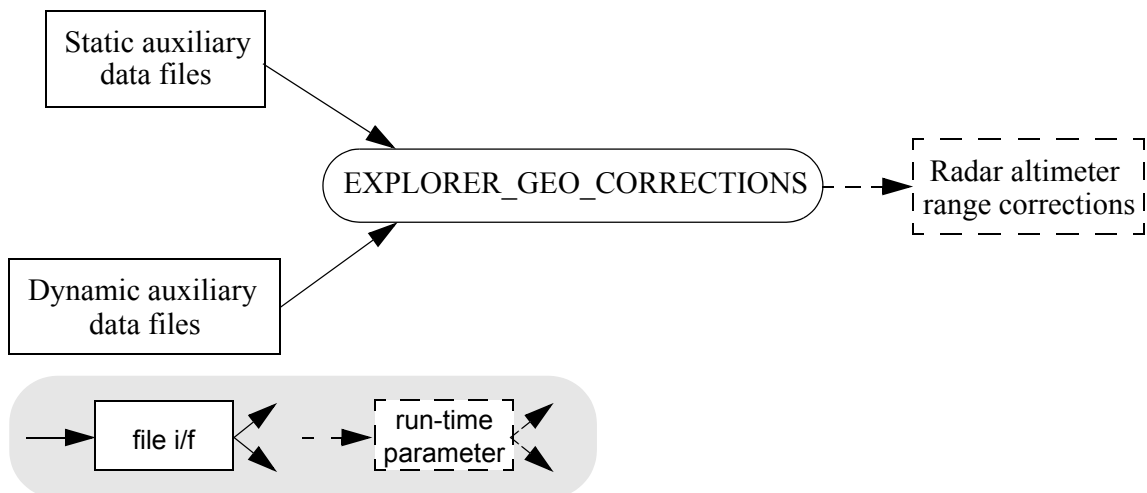 Static auxiliary
data files
EXPLORER_GEO_CORRECTIONS
Radar altimeter
range corrections
Dynamic auxiliary
data files
file i/f
run-time
parameter